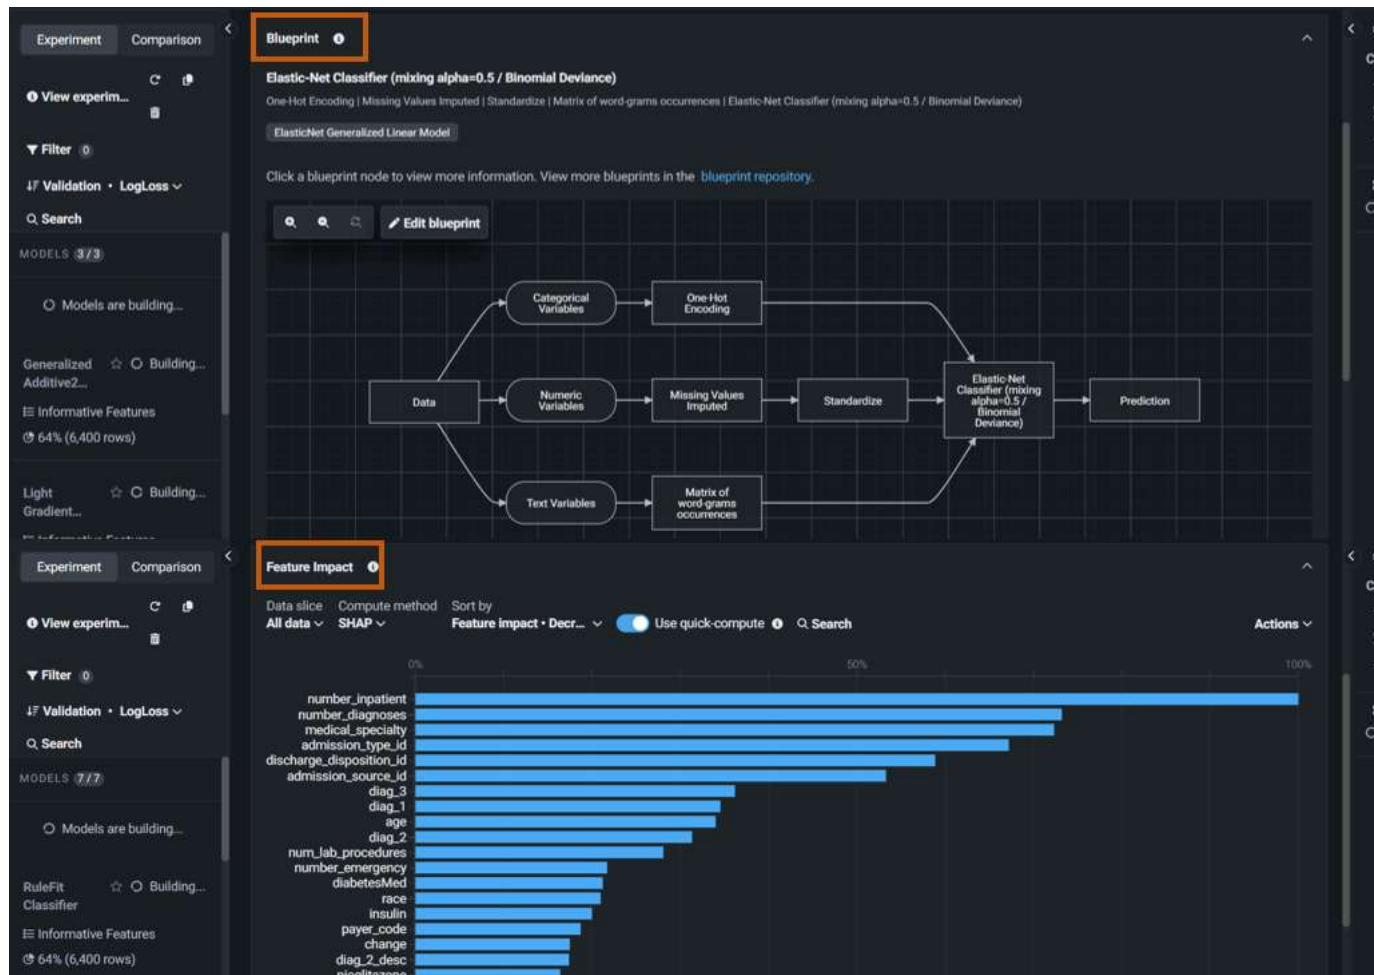 Experiment Comparison
View experim...
Filter 0
Validation • LogLoss
Search
MODELS 3/3
Models are building...
Generalized Additive2...
Building...
Informative Features
64% (6,400 rows)
Light Gradient...
Building...
Blueprint
Elastic-Net Classifier (mixing alpha=0.5 / Binomial Deviance)
One-Hot Encoding | Missing Values Imputed | Standardize | Matrix of word-grams occurrences | Elastic-Net Classifier (mixing alpha=0.5 / Binomial Deviance)
ElasticNet Generalized Linear Model
Click a blueprint node to view more information. View more blueprints in the blueprint repository.
Edit blueprint
Categorical
Variables
One-Hot
Encoding
Data
Numeric
Variables
Missing Values
Imputed
Standardize
Elastic-Net
Classifier (mixing
alpha=0.5 /
Binomial
Deviance)
Prediction
Text Variables
Matrix of
word-grams
occurrences
Experiment Comparison
View experim...
Filter 0
Validation • LogLoss
Search
MODELS 7/7
Models are building...
RuleFit Classifier
Building...
Informative Features
64% (6,400 rows)
Feature Impact
Data slice Compute method Sort by
All data SHAP Feature impact • Decr... Use quick-compute Search Actions
0% 50% 100%
number_inpatient
number_diagnoses
medical_specialty
admission_type_id
discharge_disposition_id
admission_source_id
diag_3
diag_1
age
diag_2
num_lab_procedures
number_emergency
diabetesMed
race
insulin
payer_code
change
diag_2_desc